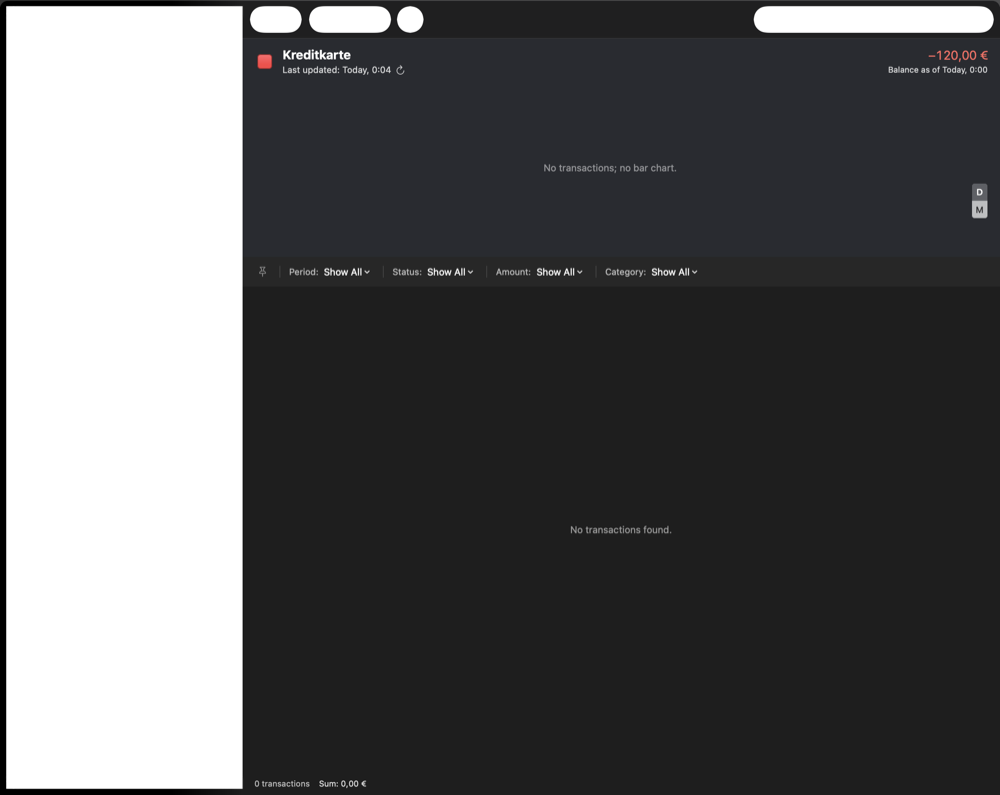 Kreditkarte
−120,00 €
Last updated: Today, 0:04
Balance as of Today, 0:00
No transactions; no bar chart.
D
M
Period: Show All
Status: Show All
Amount: Show All
Category: Show All
No transactions found.
0 transactions
Sum: 0,00 €